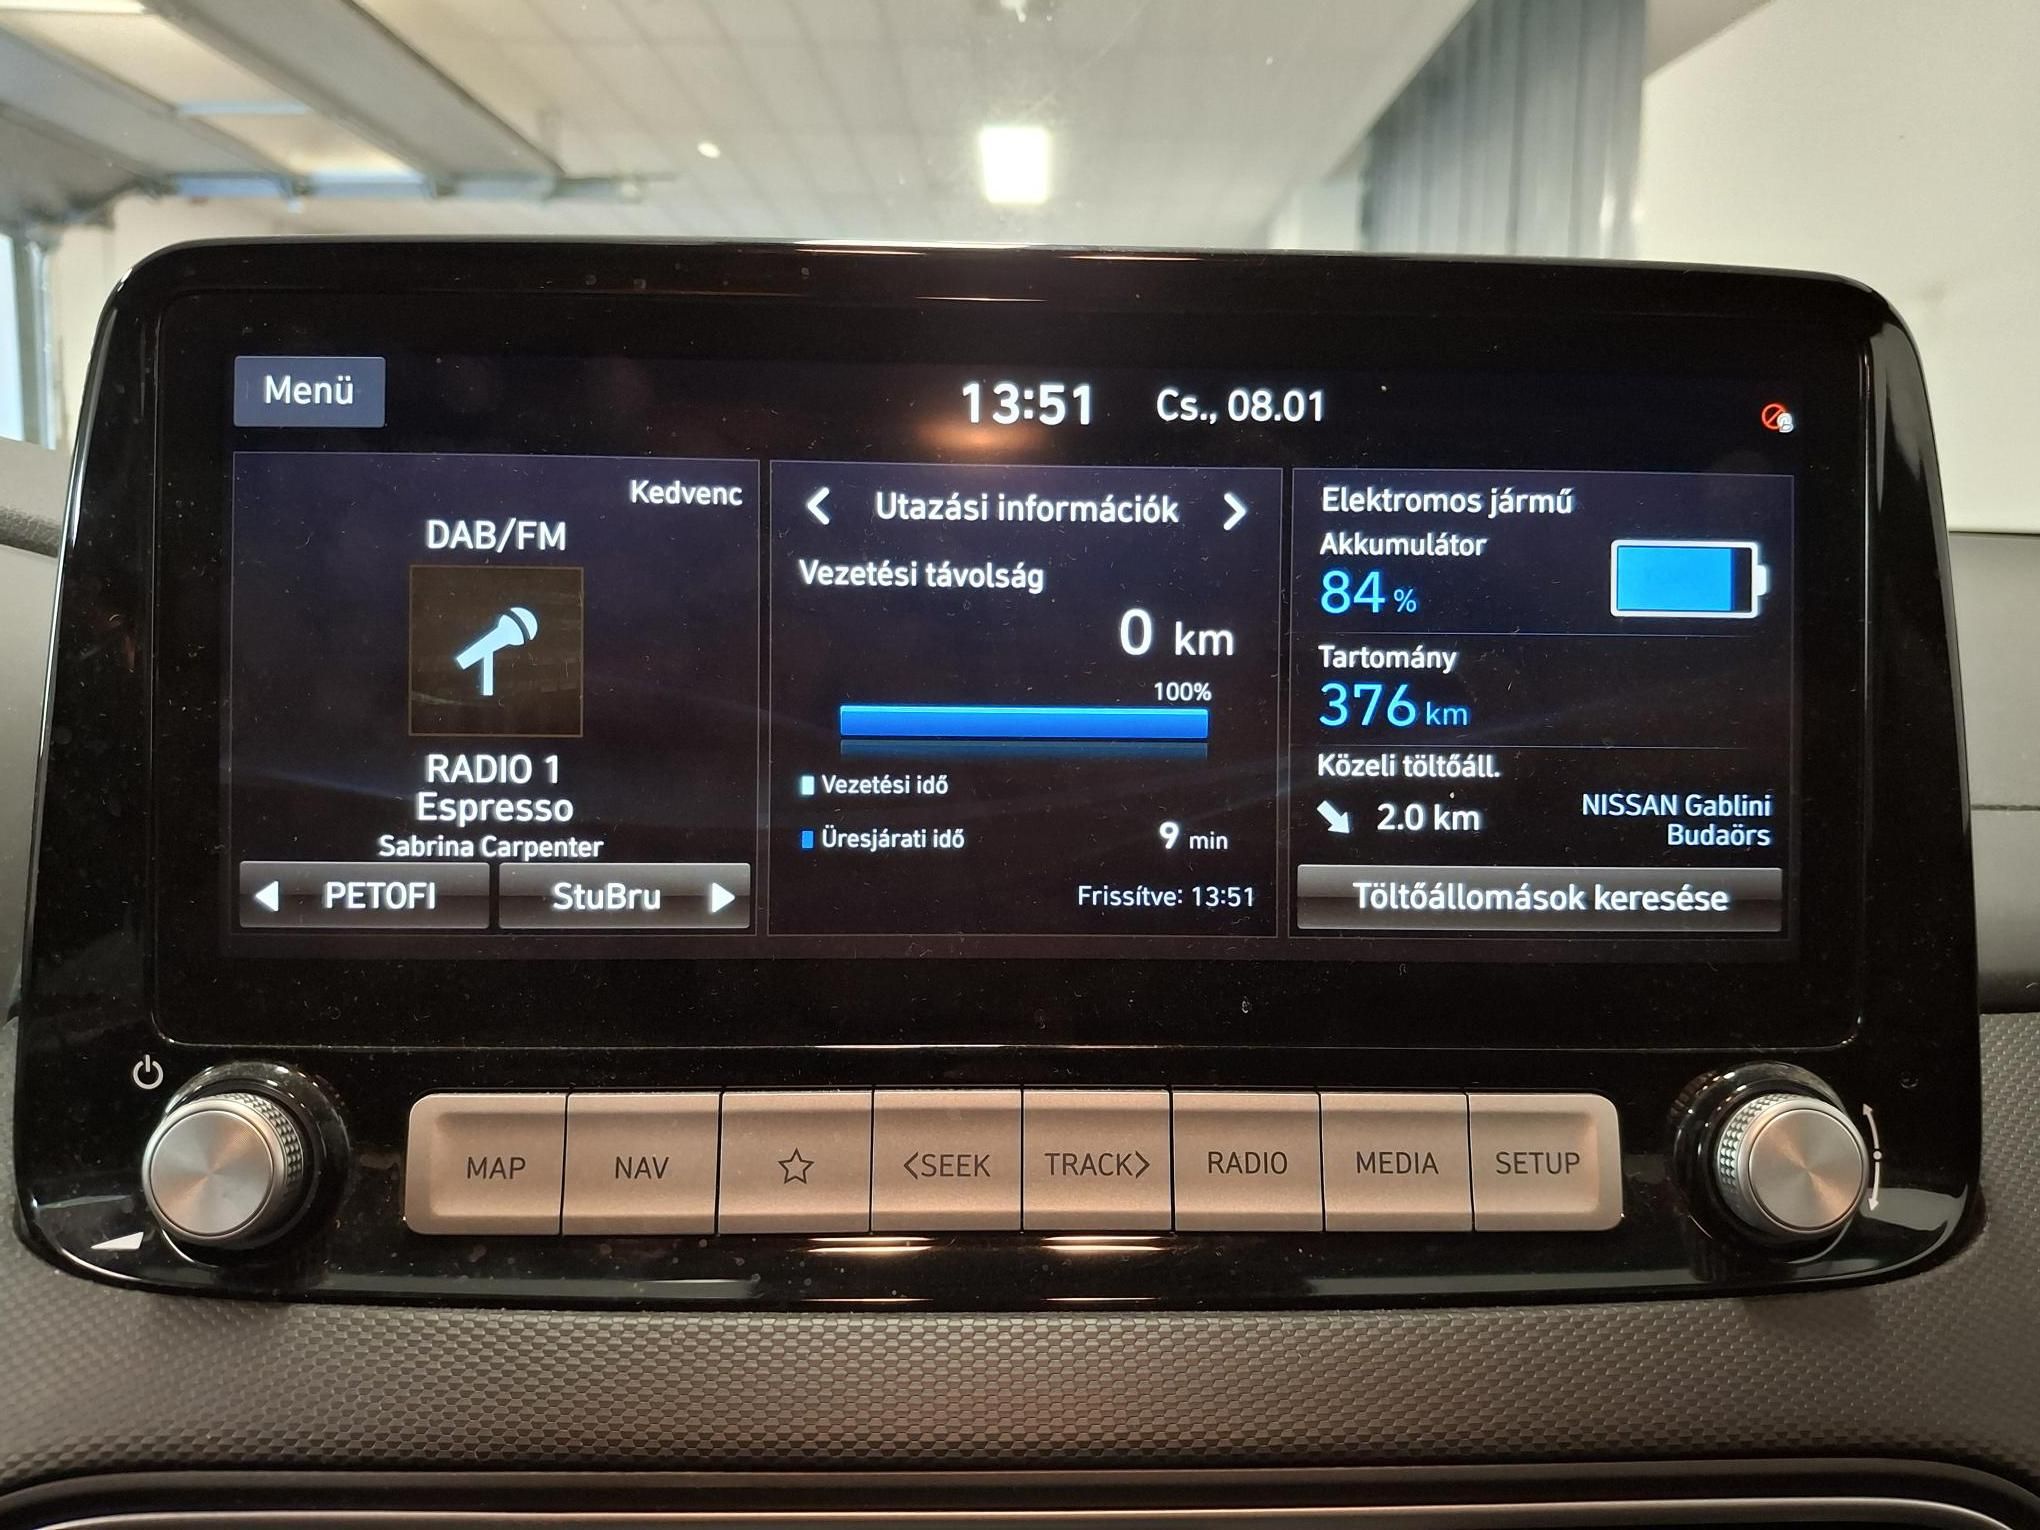 Menü
13:51 Cs., 08.01
Kedvenc
DAB/FM
RADIO 1
Espresso
Sabrina Carpenter
PETOFI
StuBru
Utazási információk
Vezetési távolság
0 km
100%
Vezetési idő
Üresjárati idő 9 min
Frissítve: 13:51
Elektromos jármű
Akkumulátor
84 %
Tartomány
376 km
Közeli töltőáll.
2.0 km
NISSAN Gablini
Budaörs
Töltőállomások keresése
MAP
NAV
<SEEK
TRACK>
RADIO
MEDIA
SETUP